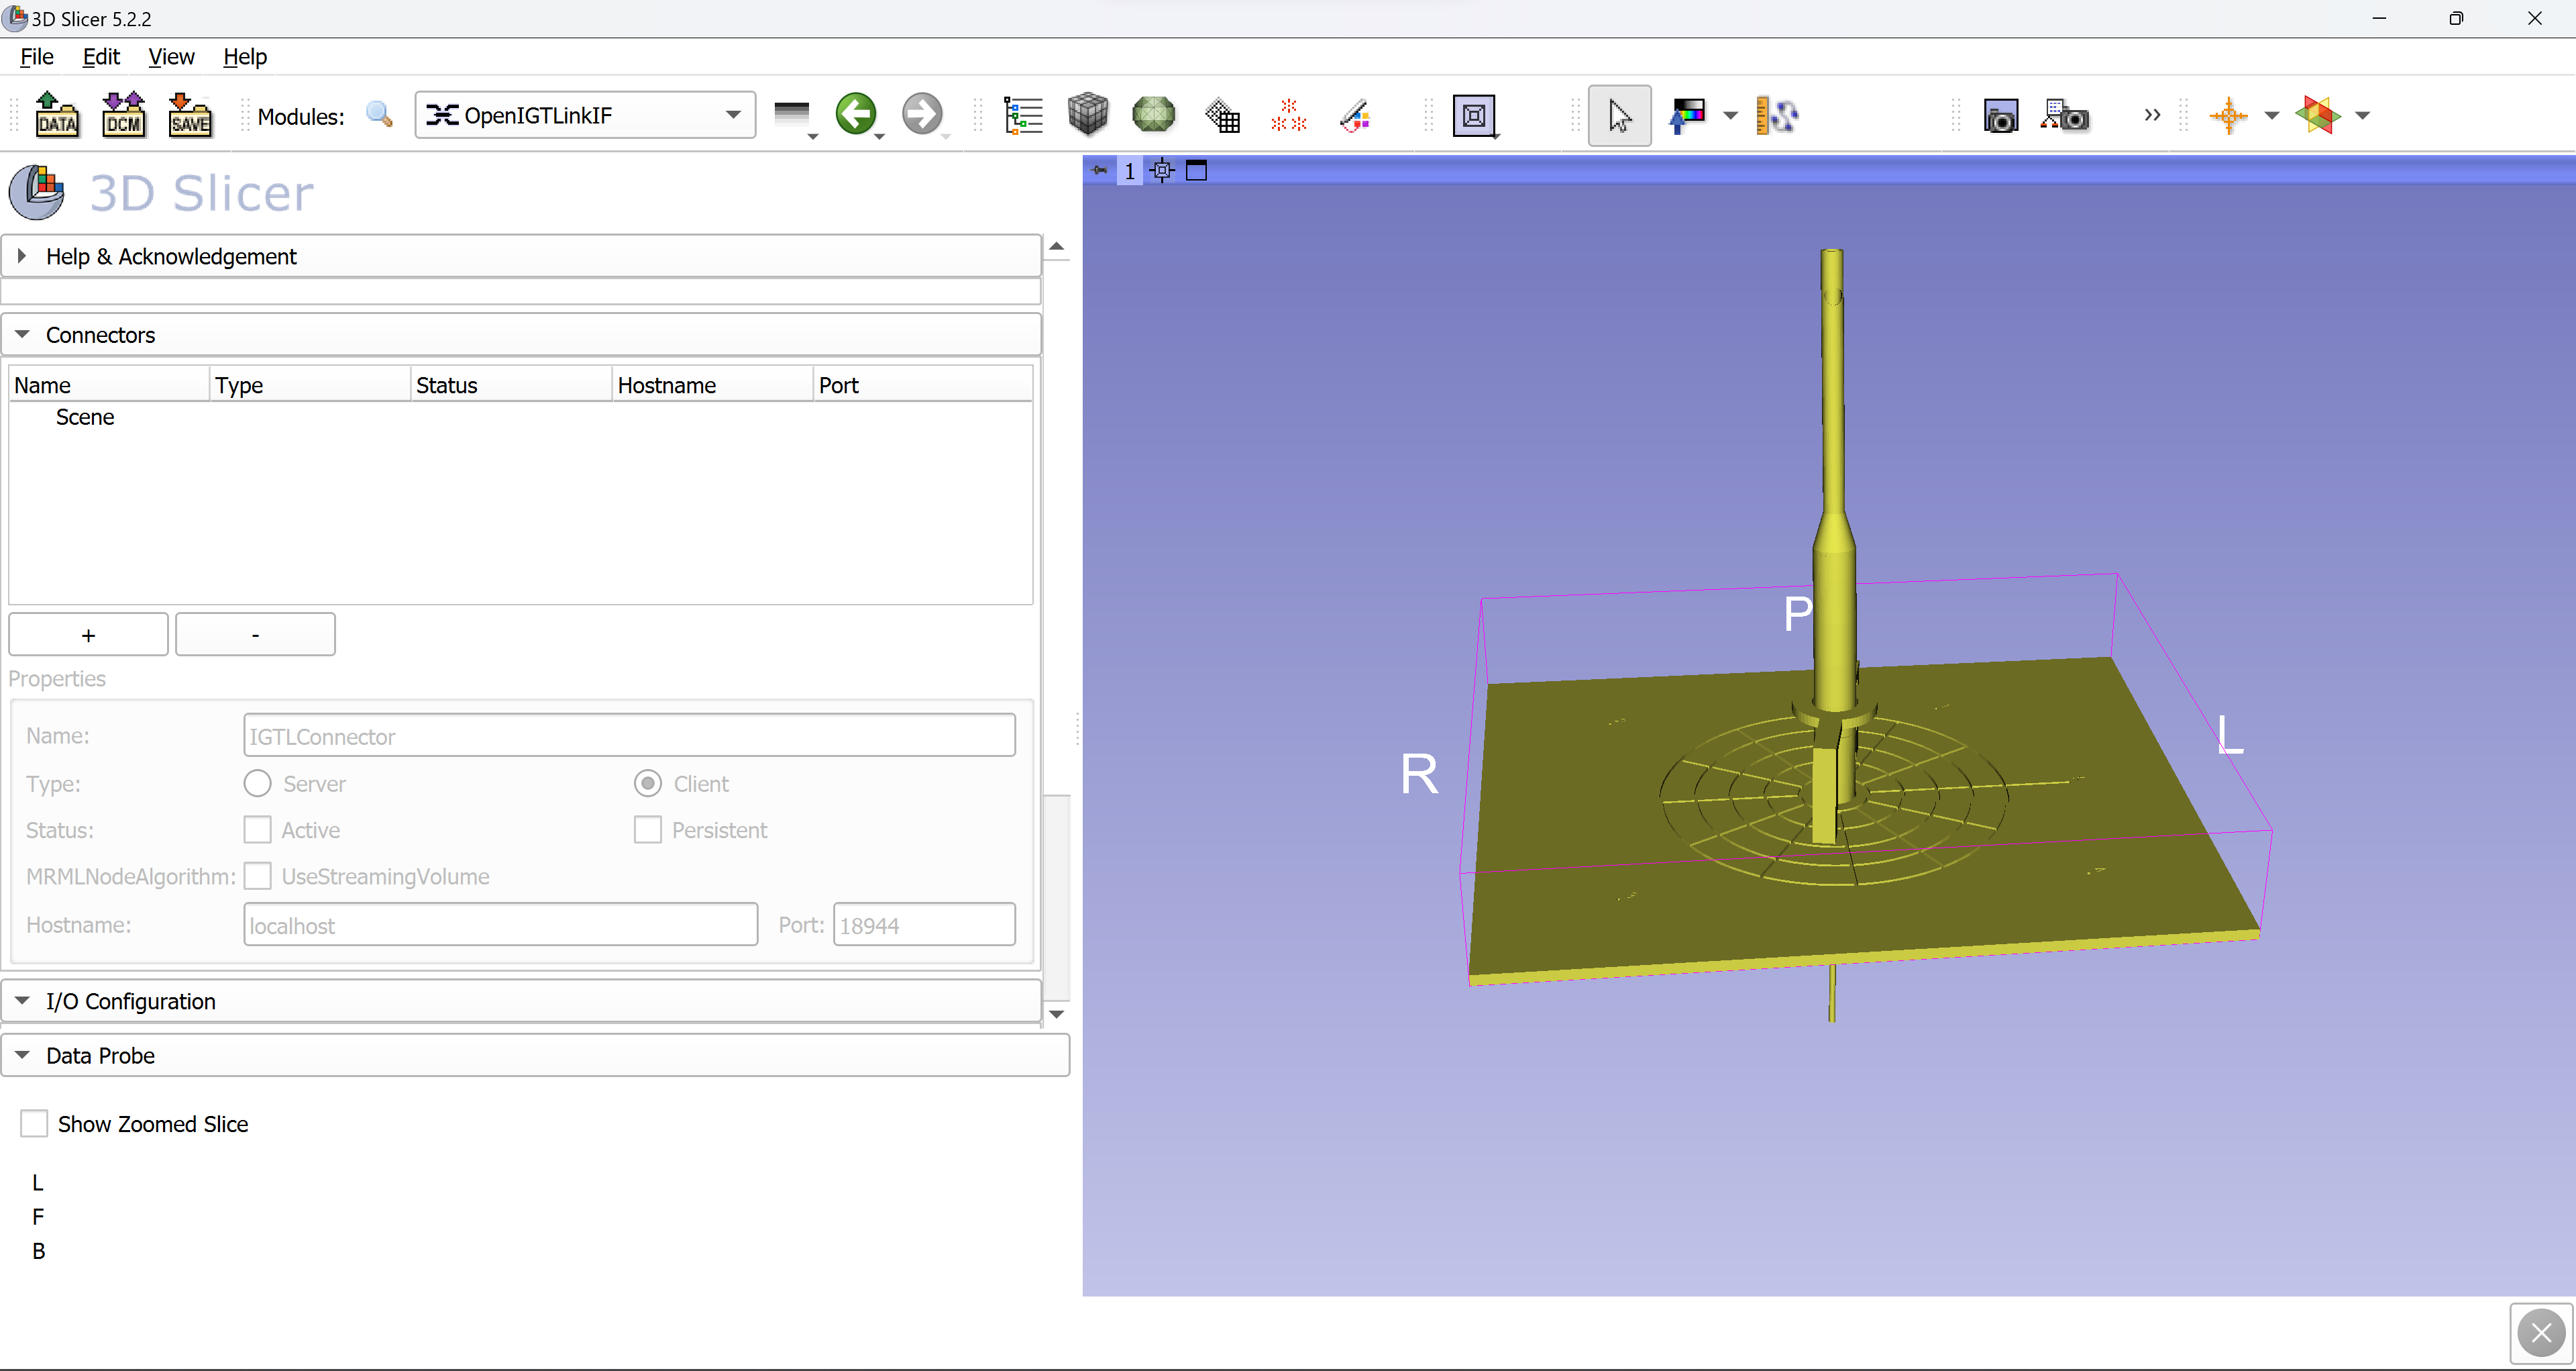 3D Slicer 5.2.2
File Edit View Help
DATA DCM SAVE Modules: OpenIGTLinkIF
3D Slicer
1
Help & Acknowledgement
Connectors
Name Type Status Hostname Port
Scene
+ -
Properties
Name: IGTLConnector
Type: Server Client
Status: Active Persistent
MRMLNodeAlgorithm: UseStreamingVolume
Hostname: localhost Port: 18944
I/O Configuration
Data Probe
Show Zoomed Slice
L
F
B
P
R
L